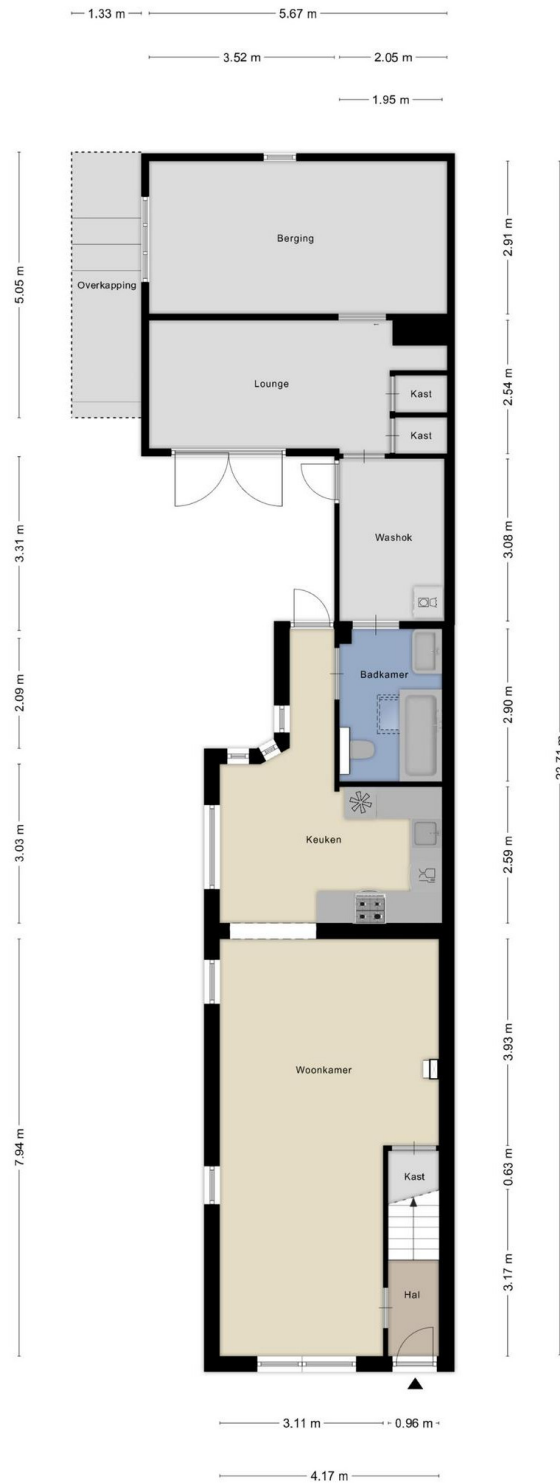 1.33 m
5.67 m
3.52 m
2.05 m
1.95 m
Berging
2.91 m
5.05 m
Overkapping
Lounge
Kast
2.54 m
Kast
3.31 m
Washok
3.08 m
2.09 m
Badkamer
2.90 m
3.03 m
Keuken
2.59 m
7.94 m
Woonkamer
3.93 m
Kast
0.63 m
Hal
3.17 m
3.11 m
0.96 m
4.17 m